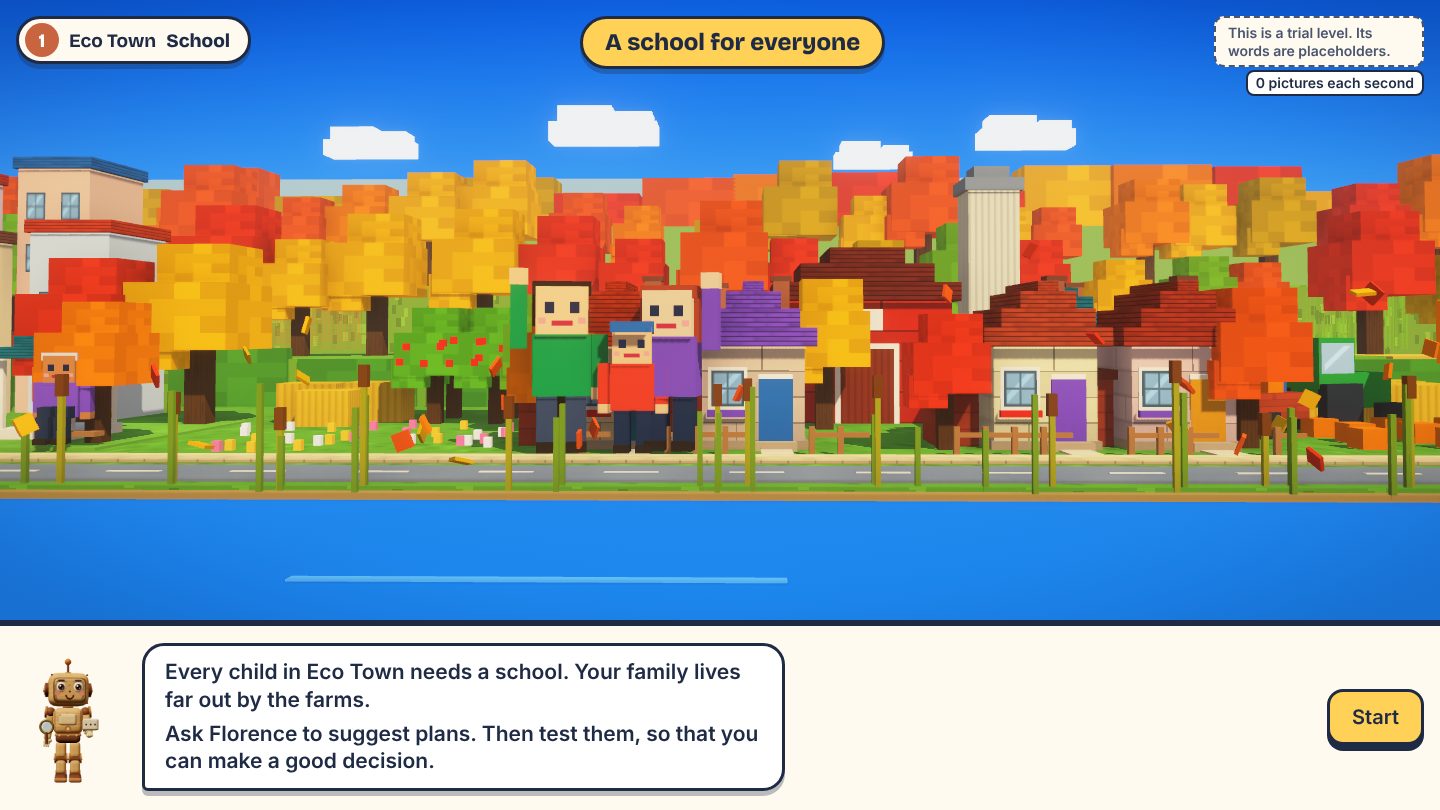 1 Eco Town School
A school for everyone
This is a trial level. Its
words are placeholders.
0 pictures each second
Every child in Eco Town needs a school. Your family lives
far out by the farms.
Ask Florence to suggest plans. Then test them, so that you
can make a good decision.
Start